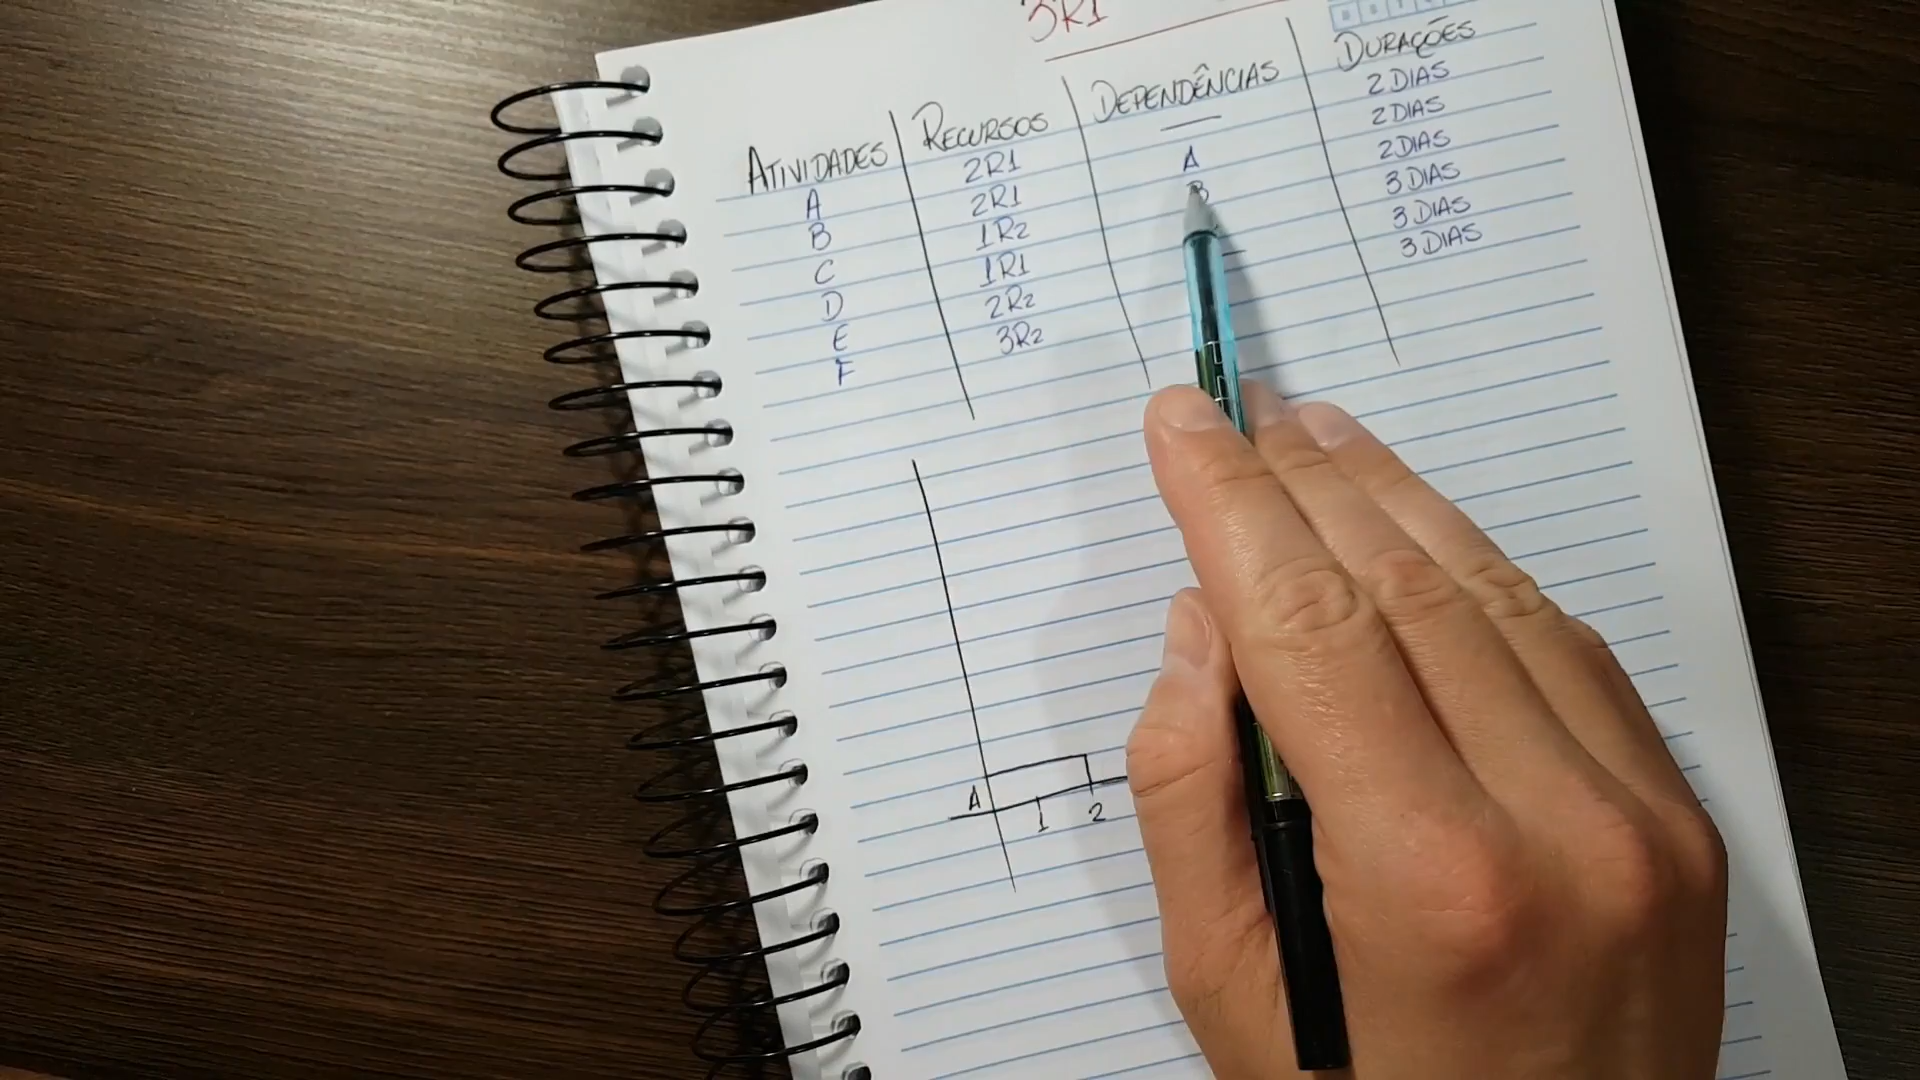 3R1
ATIVIDADES RECURSOS DEPENDÊNCIAS DURAÇÕES
A 2R1 — 2 DIAS
B 2R1 A 2 DIAS
C 1R2 B 2 DIAS
D 1R1 3 DIAS
E 2R2 3 DIAS
F 3R2 3 DIAS
A
1 2